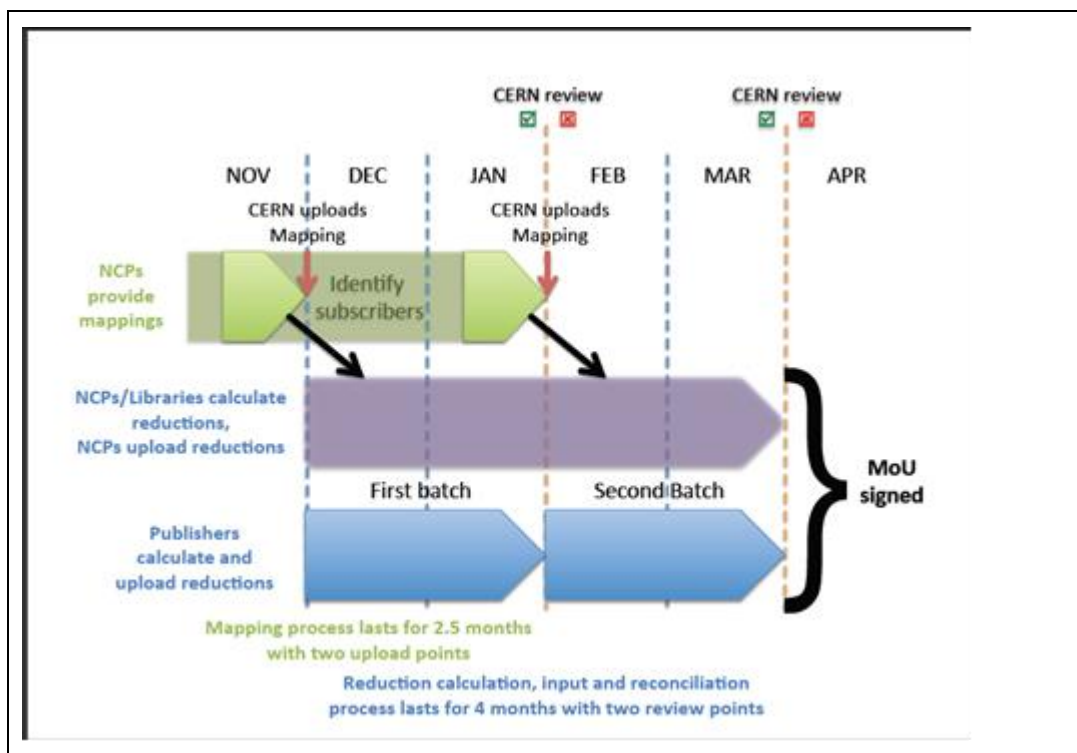 CERN review
CERN review
NOV
DEC
JAN
FEB
MAR
APR
CERN uploads
Mapping
CERN uploads
Mapping
NCPs
provide
mappings
Identify
subscribers
NCPs/Libraries calculate
reductions,
NCPs upload reductions
MoU
signed
First batch
Second Batch
Publishers
calculate and
upload reductions
Mapping process lasts for 2.5 months
with two upload points
Reduction calculation, input and reconciliation
process lasts for 4 months with two review points